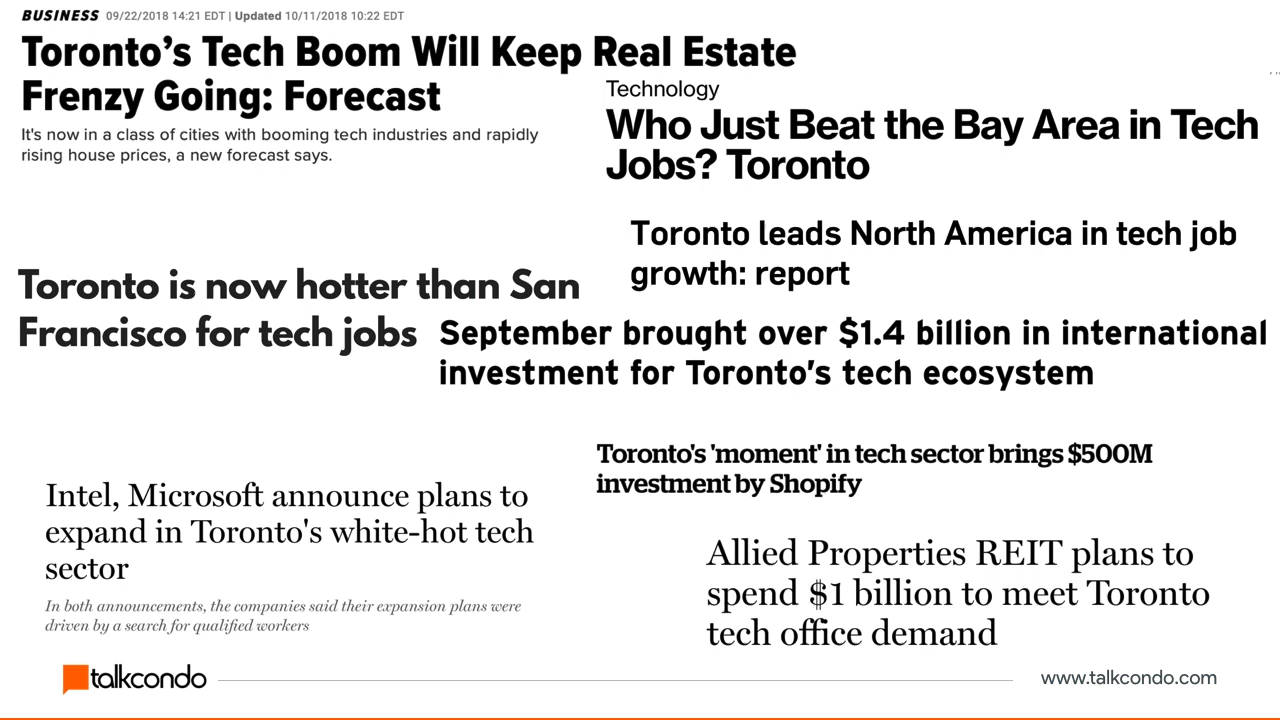 BUSINESS 09/22/2018 14:21 EDT | Updated 10/11/2018 10:22 EDT
Toronto’s Tech Boom Will Keep Real Estate
Frenzy Going: Forecast
It's now in a class of cities with booming tech industries and rapidly
rising house prices, a new forecast says.
Technology
Who Just Beat the Bay Area in Tech
Jobs? Toronto
Toronto leads North America in tech job
growth: report
Toronto is now hotter than San
Francisco for tech jobs
September brought over $1.4 billion in international
investment for Toronto’s tech ecosystem
Toronto's 'moment' in tech sector brings $500M
investment by Shopify
Intel, Microsoft announce plans to
expand in Toronto's white-hot tech
sector
In both announcements, the companies said their expansion plans were
driven by a search for qualified workers
Allied Properties REIT plans to
spend $1 billion to meet Toronto
tech office demand
talkcondo
www.talkcondo.com